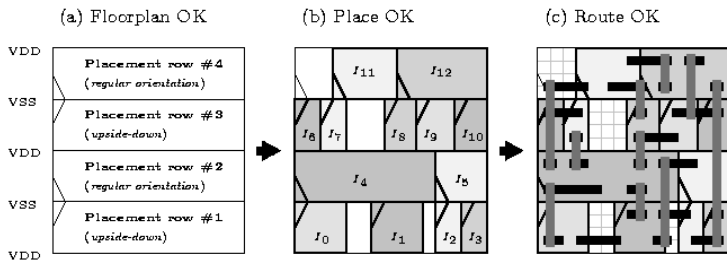 (a) Floorplan OK
(b) Place OK
(c) Route OK
VDD
Placement row #4
(regular orientation)
I11
I12
VSS
Placement row #3
(upside-down)
I6
I7
I8
I9
I10
VDD
Placement row #2
(regular orientation)
I4
I5
VSS
Placement row #1
(upside-down)
I0
I1
I2
I3
VDD